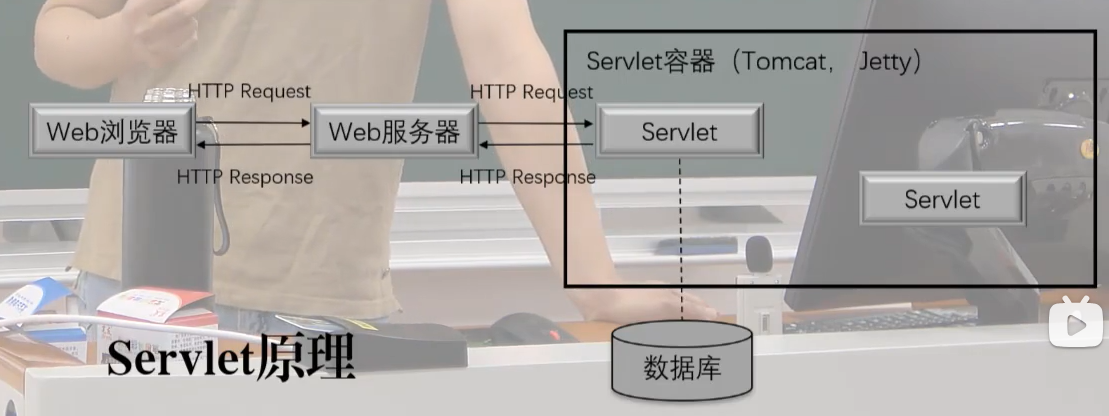 Servlet容器（Tomcat， Jetty）
HTTP Request
HTTP Request
Web浏览器
Web服务器
Servlet
HTTP Response
HTTP Response
Servlet
Servlet原理
数据库